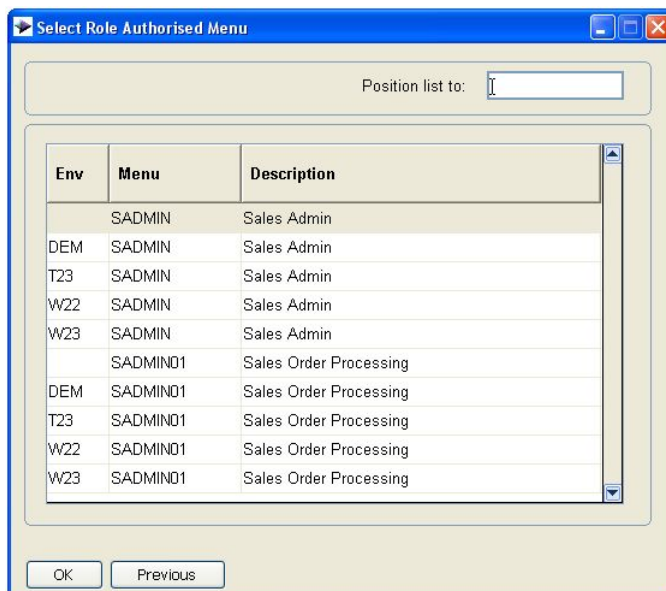 Select Role Authorised Menu
Position list to:
Env Menu Description
SADMIN Sales Admin
DEM SADMIN Sales Admin
T23 SADMIN Sales Admin
W22 SADMIN Sales Admin
W23 SADMIN Sales Admin
SADMIN01 Sales Order Processing
DEM SADMIN01 Sales Order Processing
T23 SADMIN01 Sales Order Processing
W22 SADMIN01 Sales Order Processing
W23 SADMIN01 Sales Order Processing
OK Previous